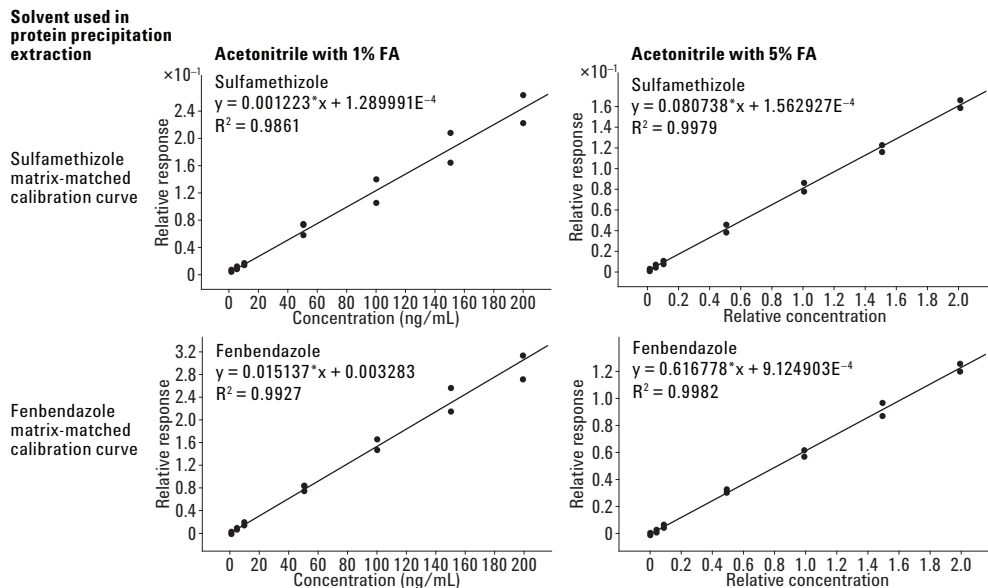 Solvent used in
protein precipitation
extraction
Acetonitrile with 1% FA
Acetonitrile with 5% FA
Sulfamethizole
matrix-matched
calibration curve
×10⁻¹
Sulfamethizole
y = 0.001223*x + 1.289991E⁻⁴
R² = 0.9861
Relative response
2.4
2.0
1.6
1.2
0.8
0.4
0
0 20 40 60 80 100 120 140 160 180 200
Concentration (ng/mL)
×10⁻¹
Sulfamethizole
y = 0.080738*x + 1.562927E⁻⁴
R² = 0.9979
Relative response
1.6
1.4
1.2
1.0
0.8
0.6
0.4
0.2
0
0 0.2 0.4 0.6 0.8 1.0 1.2 1.4 1.6 1.8 2.0
Relative concentration
Fenbendazole
matrix-matched
calibration curve
Fenbendazole
y = 0.015137*x + 0.003283
R² = 0.9927
Relative response
3.2
2.8
2.4
2.0
1.6
1.2
0.8
0.4
0
0 20 40 60 80 100 120 140 160 180 200
Concentration (ng/mL)
Fenbendazole
y = 0.616778*x + 9.124903E⁻⁴
R² = 0.9982
Relative response
1.2
1.0
0.8
0.6
0.4
0.2
0
0 0.2 0.4 0.6 0.8 1.0 1.2 1.4 1.6 1.8 2.0
Relative concentration